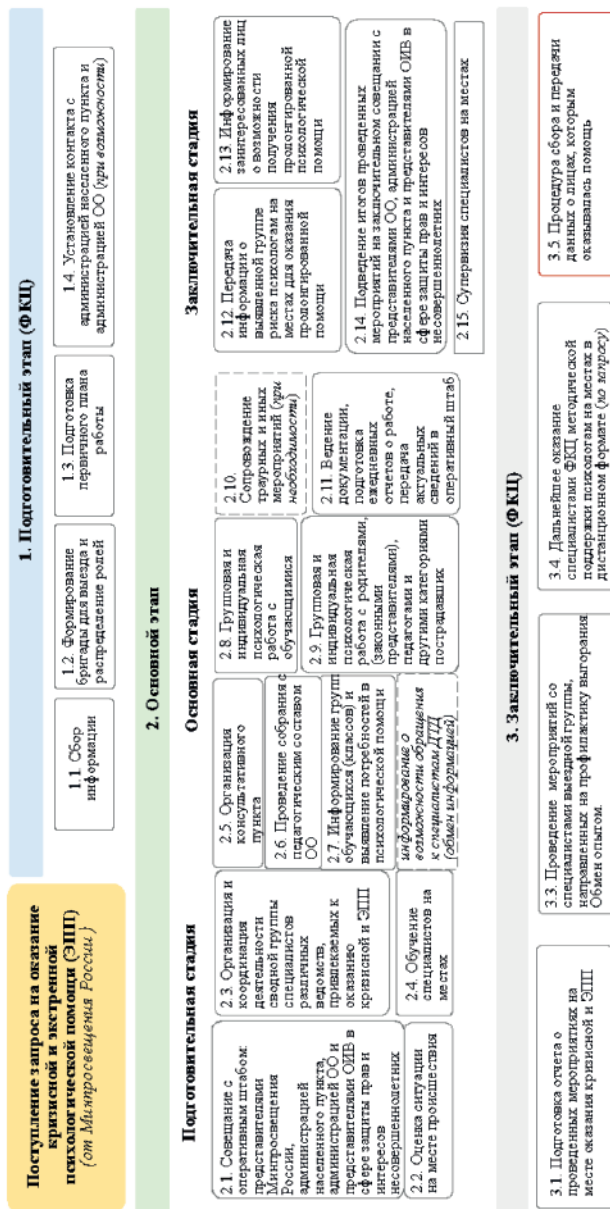 Поступление запроса на оказание
кризисной и экстренной
психологической помощи (ЭПП)
(от Минпросвещения России)
1. Подготовительный этап (ФКЦ)
1.1. Сбор
информации
1.2. Формирование
бригады для выезда и
распределение ролей
1.3. Подготовка
первичного плана
работы
1.4. Установление контакта с
администрацией населенного пункта и
администрацией ОО (при возможности)
2. Основной этап
Подготовительная стадия
2.1. Совещание с
оперативным штабом:
представителями
Минпросвещения
России,
администрацией
населенного пункта,
администрацией ОО и
представителями ОИВ в
сфере защиты прав и
интересов
несовершеннолетних
2.2. Оценка ситуации
на месте происшествия
2.3. Организация и
координация
деятельности
сводной группы
специалистов
различных
ведомств,
привлекаемых к
оказанию
кризисной и ЭПП
2.4. Обучение
специалистов на
местах
Основная стадия
2.5. Организация
консультативного
пункта
2.6. Проведение собрания с
педагогическим составом
ОО
2.7. Информирование групп
обучающихся (классов) и
выявление потребностей в
психологической помощи
информирование о
возможности обращения
к специалистам ДТД
(обмен информацией)
2.8. Групповая и
индивидуальная
психологическая
работа с
обучающимися
2.9. Групповая и
индивидуальная
психологическая
работа с родителями,
(законными
представителями),
педагогами и
другими категориями
пострадавших
2.10.
Сопровождение
траурных и иных
мероприятий (при
необходимости)
2.11. Ведение
документации,
подготовка
ежедневных
отчетов о работе,
передача
актуальных
сведений в
оперативный штаб
Заключительная стадия
2.12. Передача
информации о
выявленной группе
риска психологам на
местах для оказания
пролонгированной
помощи
2.13. Информирование
заинтересованных лиц
о возможности
получения
пролонгированной
психологической
помощи
2.14. Подведение итогов проведенных
мероприятий на заключительном совещании с
представителями ОО, администрацией
населенного пункта и представителями ОИВ в
сфере защиты прав и интересов
несовершеннолетних
2.15. Супервизия специалистов на местах
3. Заключительный этап (ФКЦ)
3.1. Подготовка отчета о
проведенных мероприятиях на
месте оказания кризисной и ЭПП
3.3. Проведение мероприятий со
специалистами выездной группы,
направленных на профилактику выгорания.
Обмен опытом.
3.4. Дальнейшее оказание
специалистами ФКЦ методической
поддержки психологам на местах в
дистанционном формате (по запросу)
3.5. Процедура сбора и передачи
данных о лицах, которым
оказывалась помощь